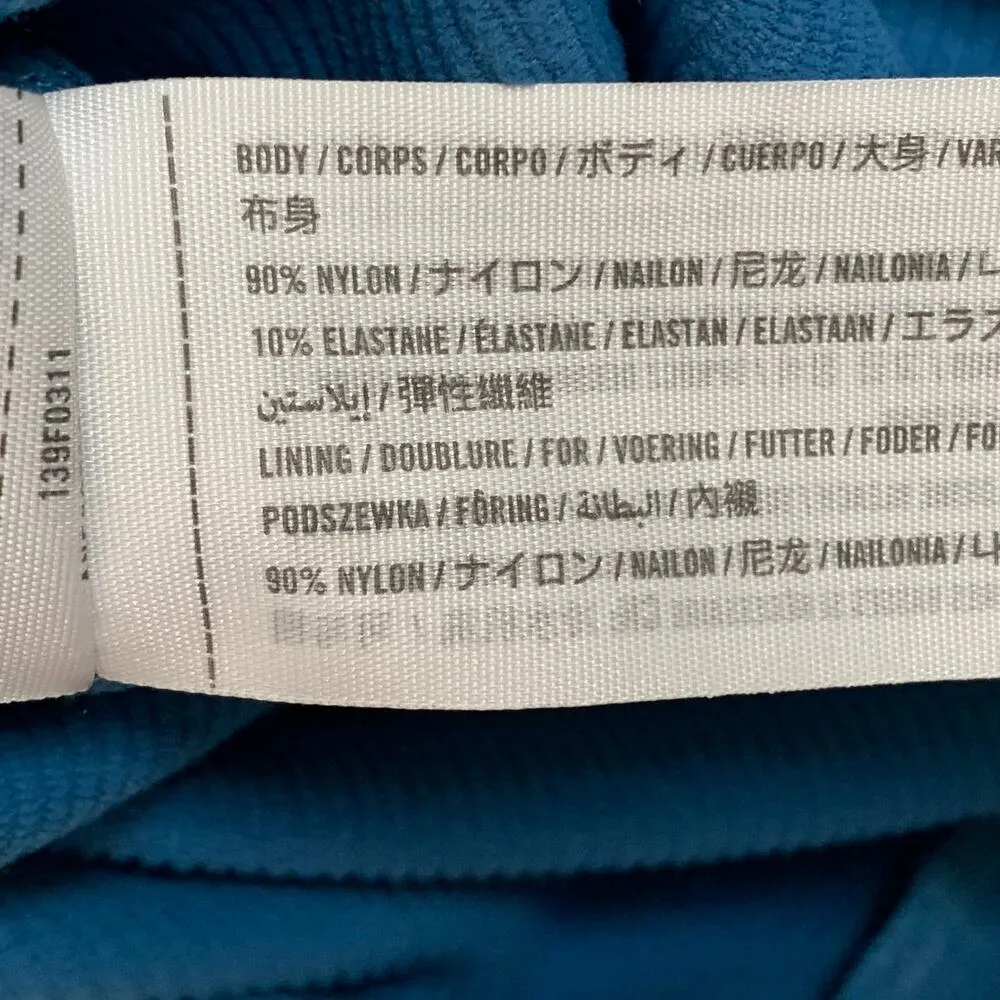 BODY / CORPS / CORPO / ボディ / CUERPO / 大身 / VAR
布身
90% NYLON / ナイロン / NAILON / 尼龙 / NAILONIA /
10% ELASTANE / ÉLASTANE / ELASTAN / ELASTAAN / エラス
إيلاستين / 彈性纖維
LINING / DOUBLURE / FOR / VOERING / FUTTER / FODER / FO
PODSZEWKA / FÔRING / البطانة / 內襯
90% NYLON / ナイロン / NAILON / 尼龙 / NAILONIA /
139F0311